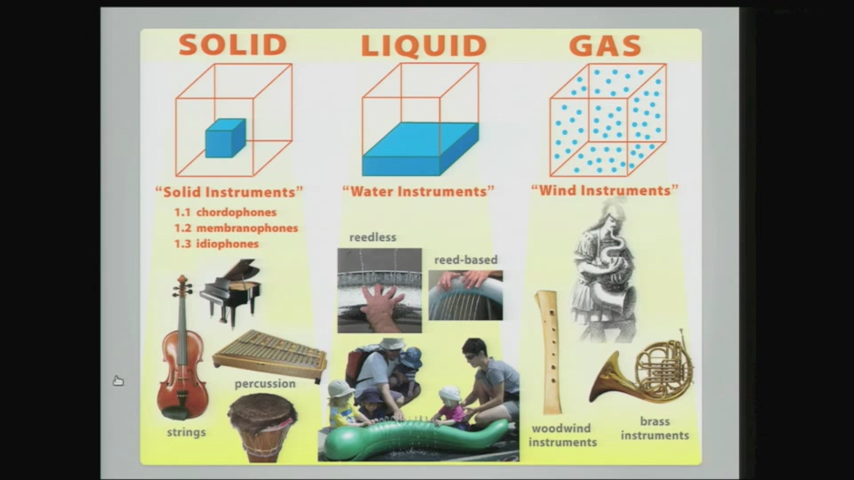 SOLID
LIQUID
GAS
"Solid Instruments"
1.1 chordophones
1.2 membranophones
1.3 idiophones
strings
percussion
"Water Instruments"
reedless
reed-based
"Wind Instruments"
woodwind
instruments
brass
instruments